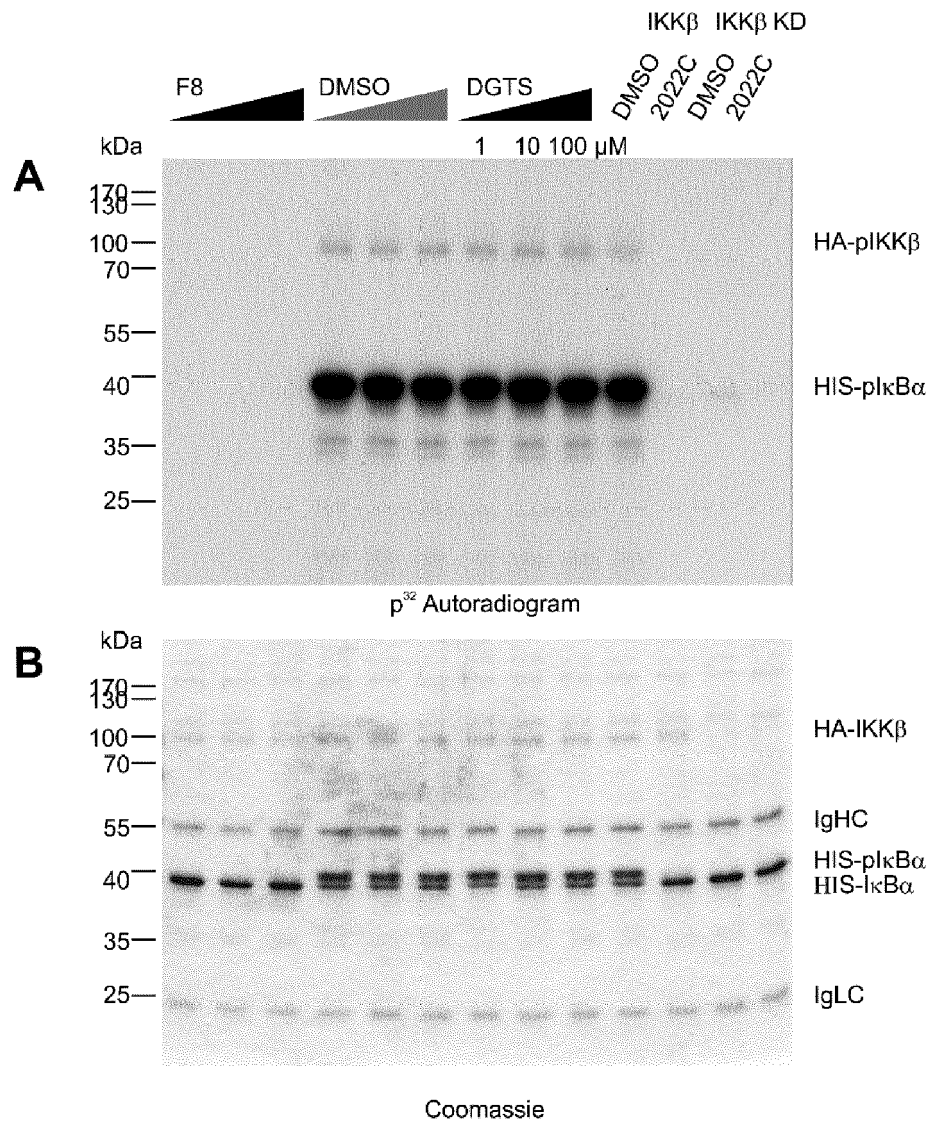 IKKβ IKKβ KD
F8 DMSO DGTS DMSO 2022C DMSO 2022C
kDa 1 10 100 µM
A
170
130
100 HA-pIKKβ
70
55
40 HIS-pIκBα
35
25
p32 Autoradiogram
kDa
B
170
130
100 HA-IKKβ
70
55 IgHC
HIS-pIκBα
40 HIS-IκBα
35
25 IgLC
Coomassie